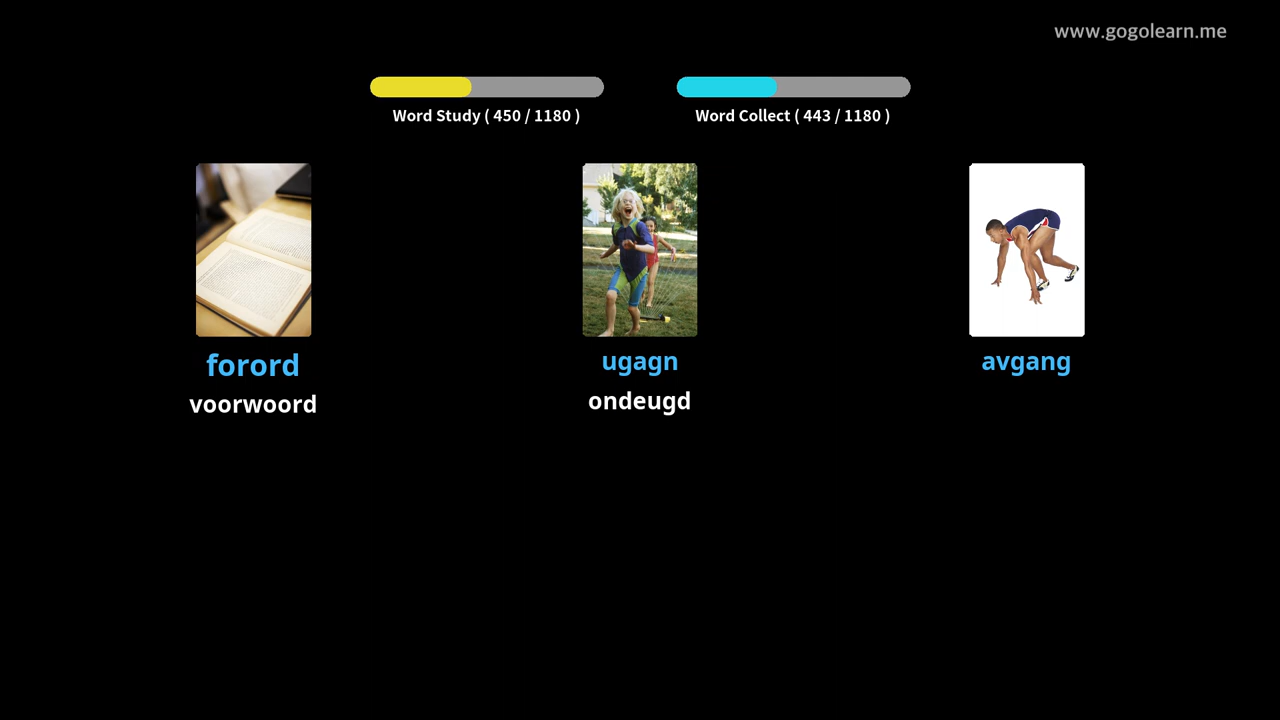 www.gogolearn.me
Word Study ( 450 / 1180 )
Word Collect ( 443 / 1180 )
forord
voorwoord
ugagn
ondeugd
avgang